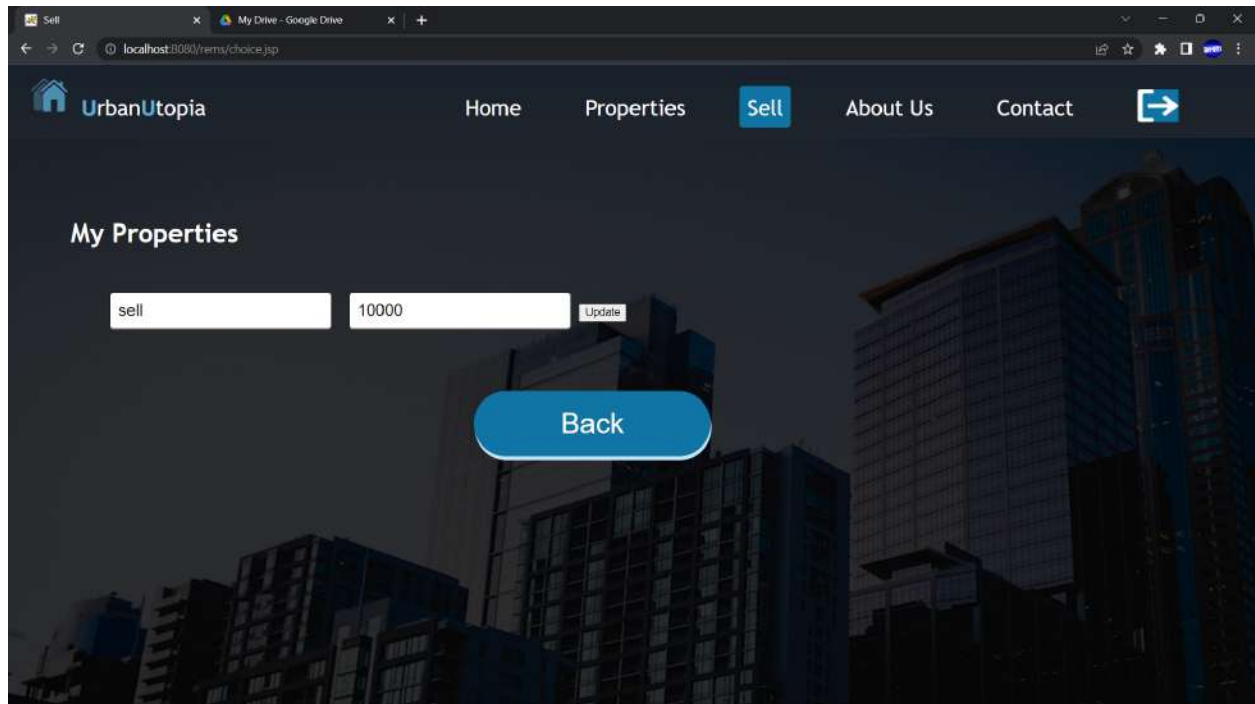 Sell
My Drive - Google Drive
localhost:8080/rems/choice.jsp
UrbanUtopia
Home
Properties
Sell
About Us
Contact
My Properties
sell
10000
Update
Back